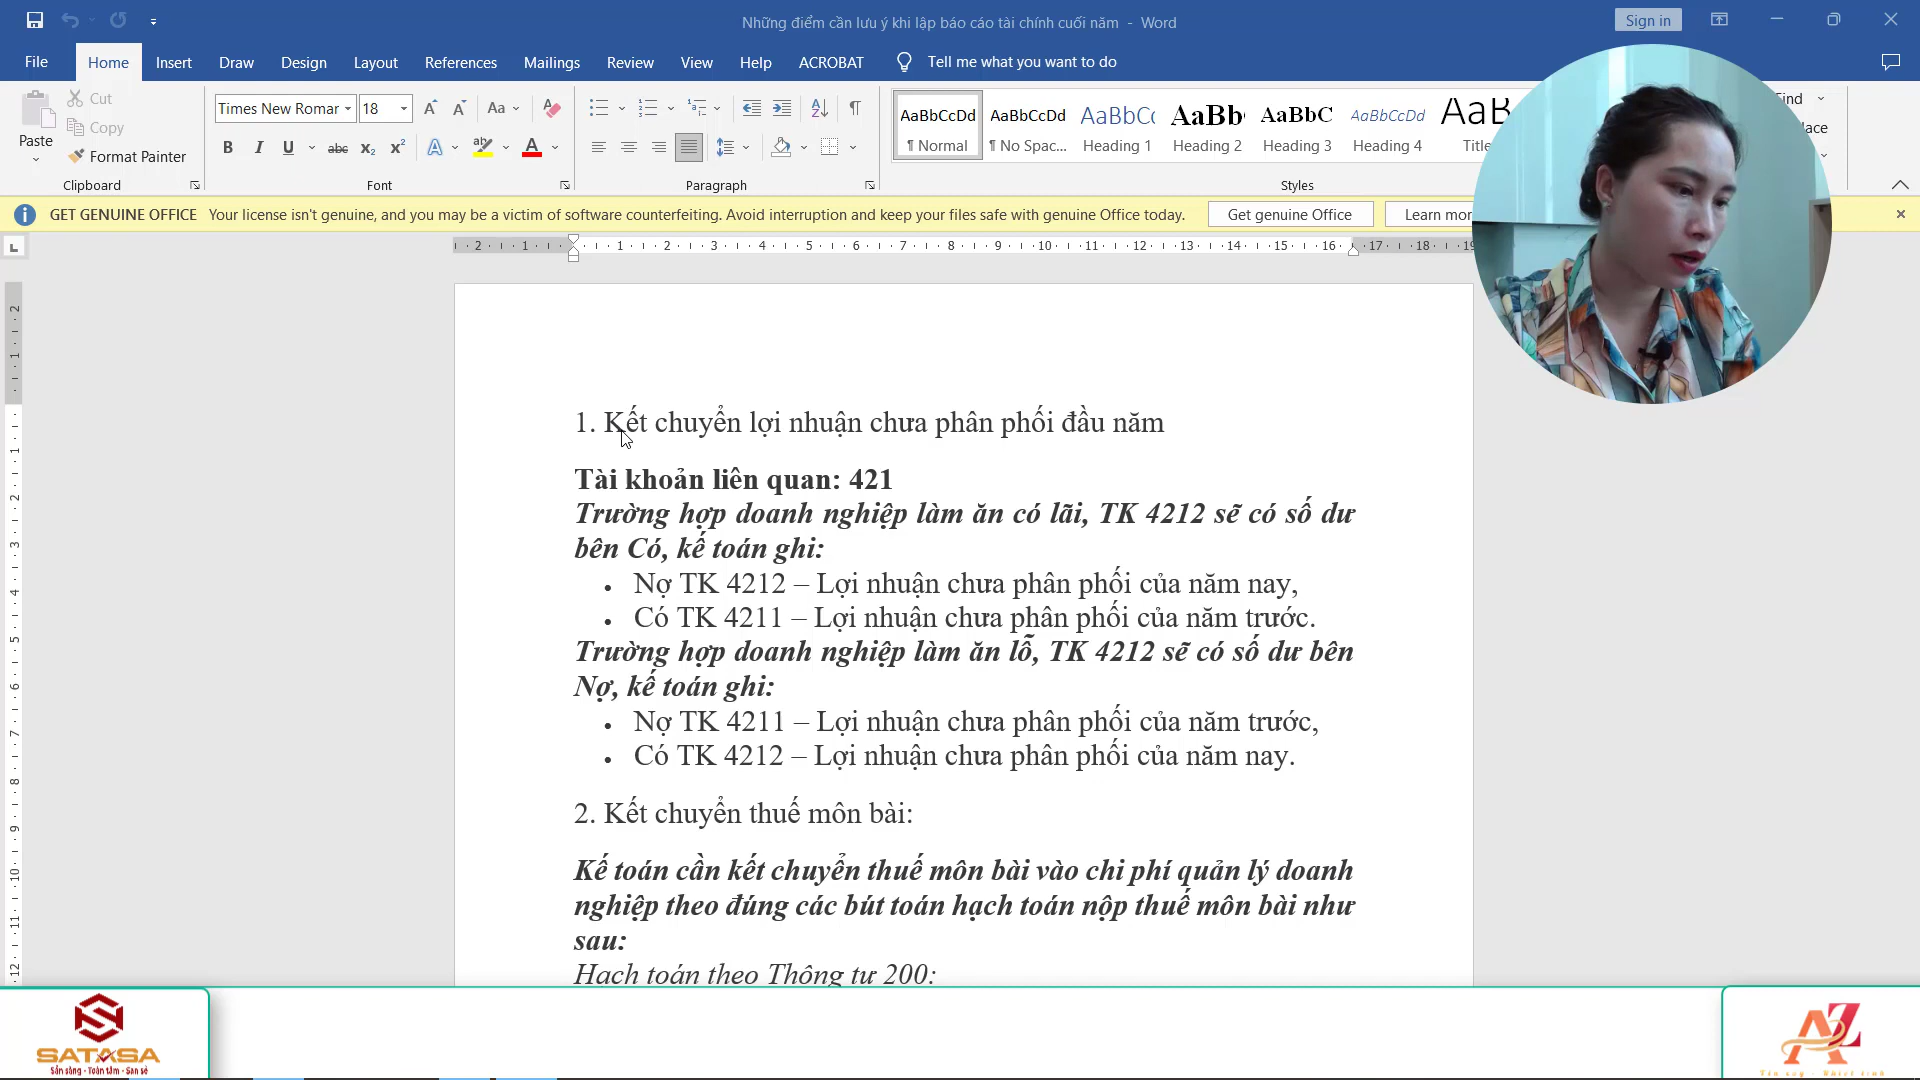 Những điểm cần lưu ý khi lập báo cáo tài chính cuối năm - Word
Sign in
File Home Insert Draw Design Layout References Mailings Review View Help ACROBAT Tell me what you want to do
Paste
Cut
Copy
Format Painter
Clipboard
Times New Roman 18
Font
Paragraph
AaBbCcDd AaBbCcDd AaBbCc AaBb AaBbC AaBbCcDd AaB
¶ Normal ¶ No Spac... Heading 1 Heading 2 Heading 3 Heading 4 Title
Styles
GET GENUINE OFFICE Your license isn't genuine, and you may be a victim of software counterfeiting. Avoid interruption and keep your files safe with genuine Office today. Get genuine Office Learn mor
1. Kết chuyển lợi nhuận chưa phân phối đầu năm
Tài khoản liên quan: 421
Trường hợp doanh nghiệp làm ăn có lãi, TK 4212 sẽ có số dư
bên Có, kế toán ghi:
• Nợ TK 4212 – Lợi nhuận chưa phân phối của năm nay,
• Có TK 4211 – Lợi nhuận chưa phân phối của năm trước.
Trường hợp doanh nghiệp làm ăn lỗ, TK 4212 sẽ có số dư bên
Nợ, kế toán ghi:
• Nợ TK 4211 – Lợi nhuận chưa phân phối của năm trước,
• Có TK 4212 – Lợi nhuận chưa phân phối của năm nay.
2. Kết chuyển thuế môn bài:
Kế toán cần kết chuyển thuế môn bài vào chi phí quản lý doanh
nghiệp theo đúng các bút toán hạch toán nộp thuế môn bài như
sau:
Hạch toán theo Thông tư 200:
SATASA
Sẵn sàng - Toàn tâm - San sẻ
AZ